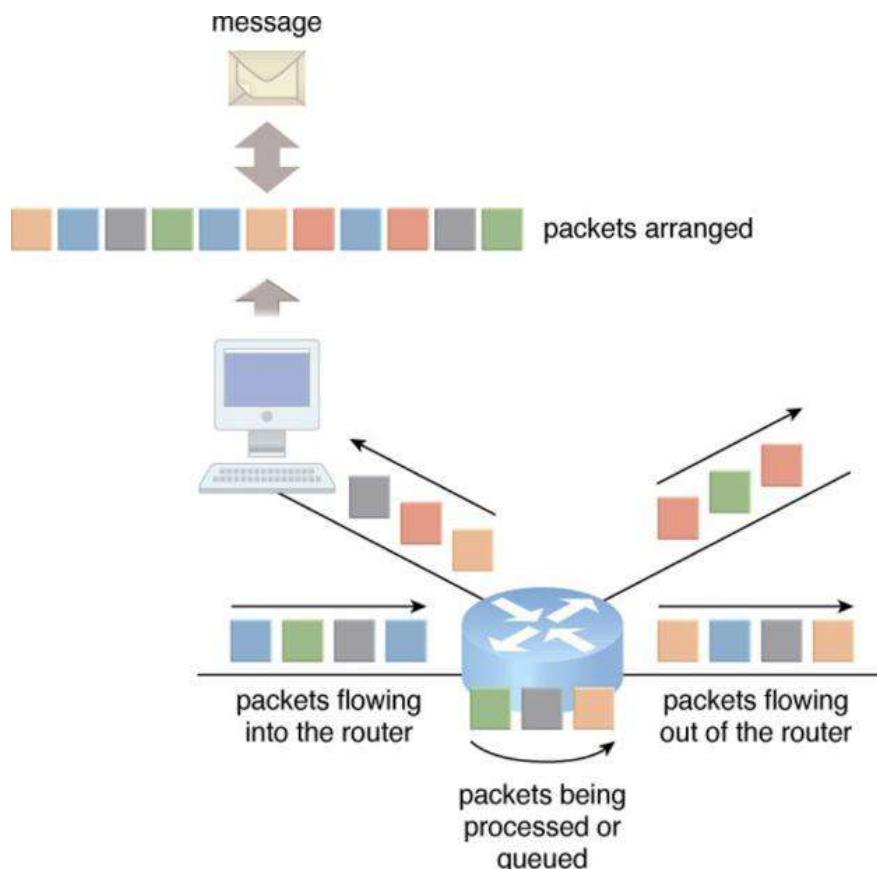 message
packets arranged
packets flowing
into the router
packets flowing
out of the router
packets being
processed or
queued